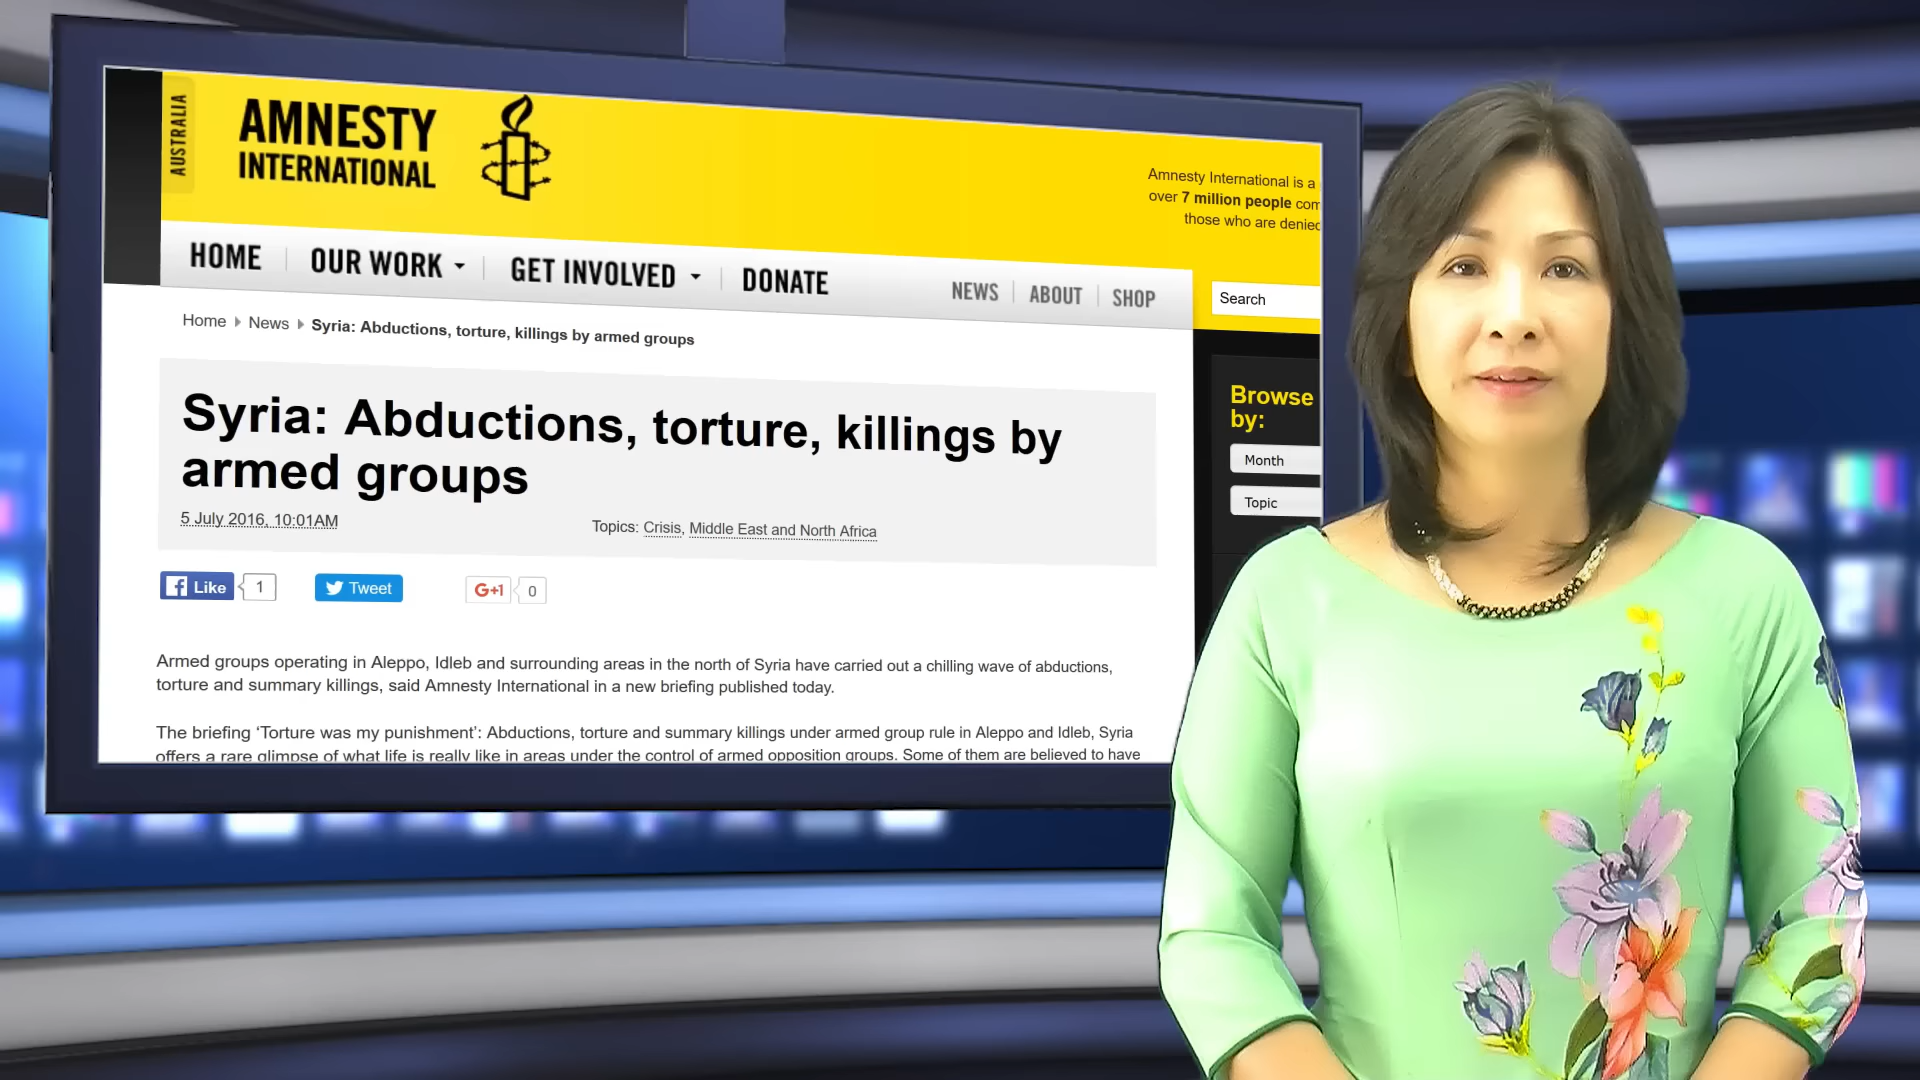 AUSTRALIA
AMNESTY
INTERNATIONAL
Amnesty International is a
over 7 million people com
those who are denied
HOME OUR WORK GET INVOLVED DONATE NEWS ABOUT SHOP
Search
Home News Syria: Abductions, torture, killings by armed groups
Syria: Abductions, torture, killings by
armed groups
5 July 2016, 10:01AM Topics: Crisis, Middle East and North Africa
Browse
by:
Month
Topic
Like 1 Tweet G+1 0
Armed groups operating in Aleppo, Idleb and surrounding areas in the north of Syria have carried out a chilling wave of abductions,
torture and summary killings, said Amnesty International in a new briefing published today.
The briefing ‘Torture was my punishment’: Abductions, torture and summary killings under armed group rule in Aleppo and Idleb, Syria
offers a rare glimpse of what life is really like in areas under the control of armed opposition groups. Some of them are believed to have